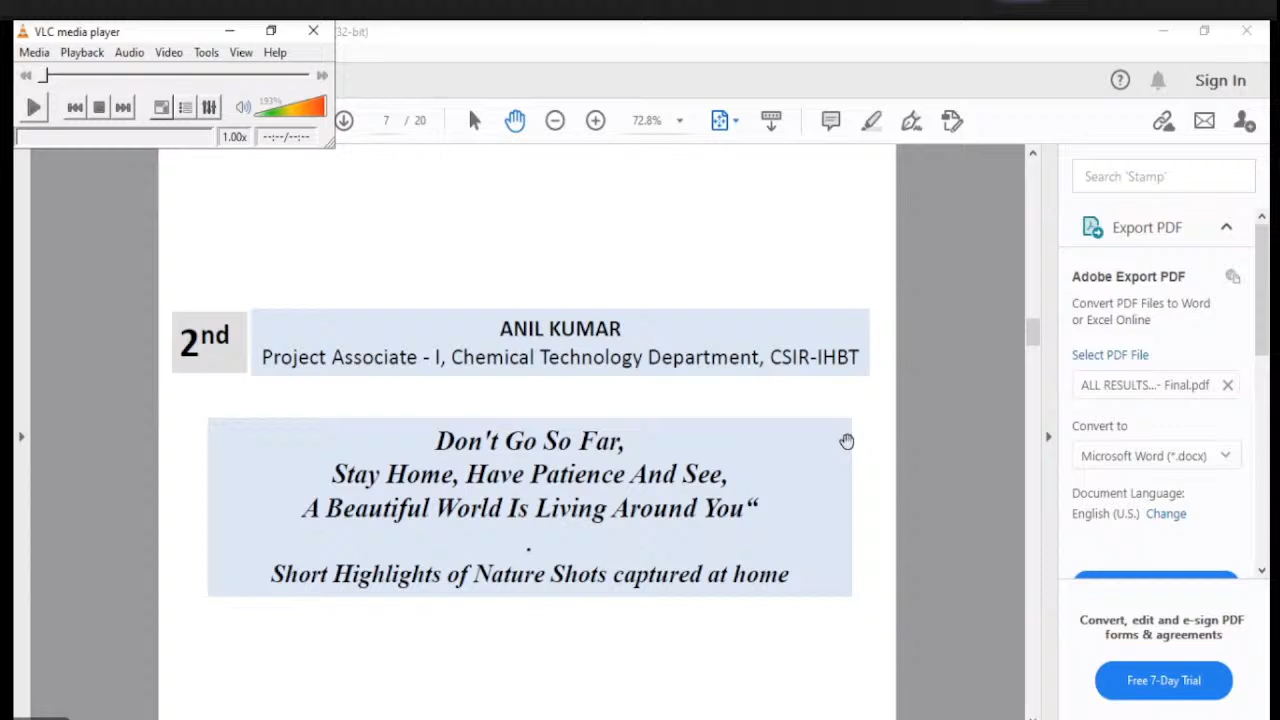 VLC media player
32-bit)
Media Playback Audio Video Tools View Help
193%
1.00x --:--/--:--
7 / 20
72.8%
Sign In
Search 'Stamp'
Export PDF
Adobe Export PDF
Convert PDF Files to Word
or Excel Online
Select PDF File
ALL RESULTS...- Final.pdf
Convert to
Microsoft Word (*.docx)
Document Language:
English (U.S.) Change
Convert, edit and e-sign PDF
forms & agreements
Free 7-Day Trial
2nd
ANIL KUMAR
Project Associate - I, Chemical Technology Department, CSIR-IHBT
Don't Go So Far,
Stay Home, Have Patience And See,
A Beautiful World Is Living Around You“
.
Short Highlights of Nature Shots captured at home